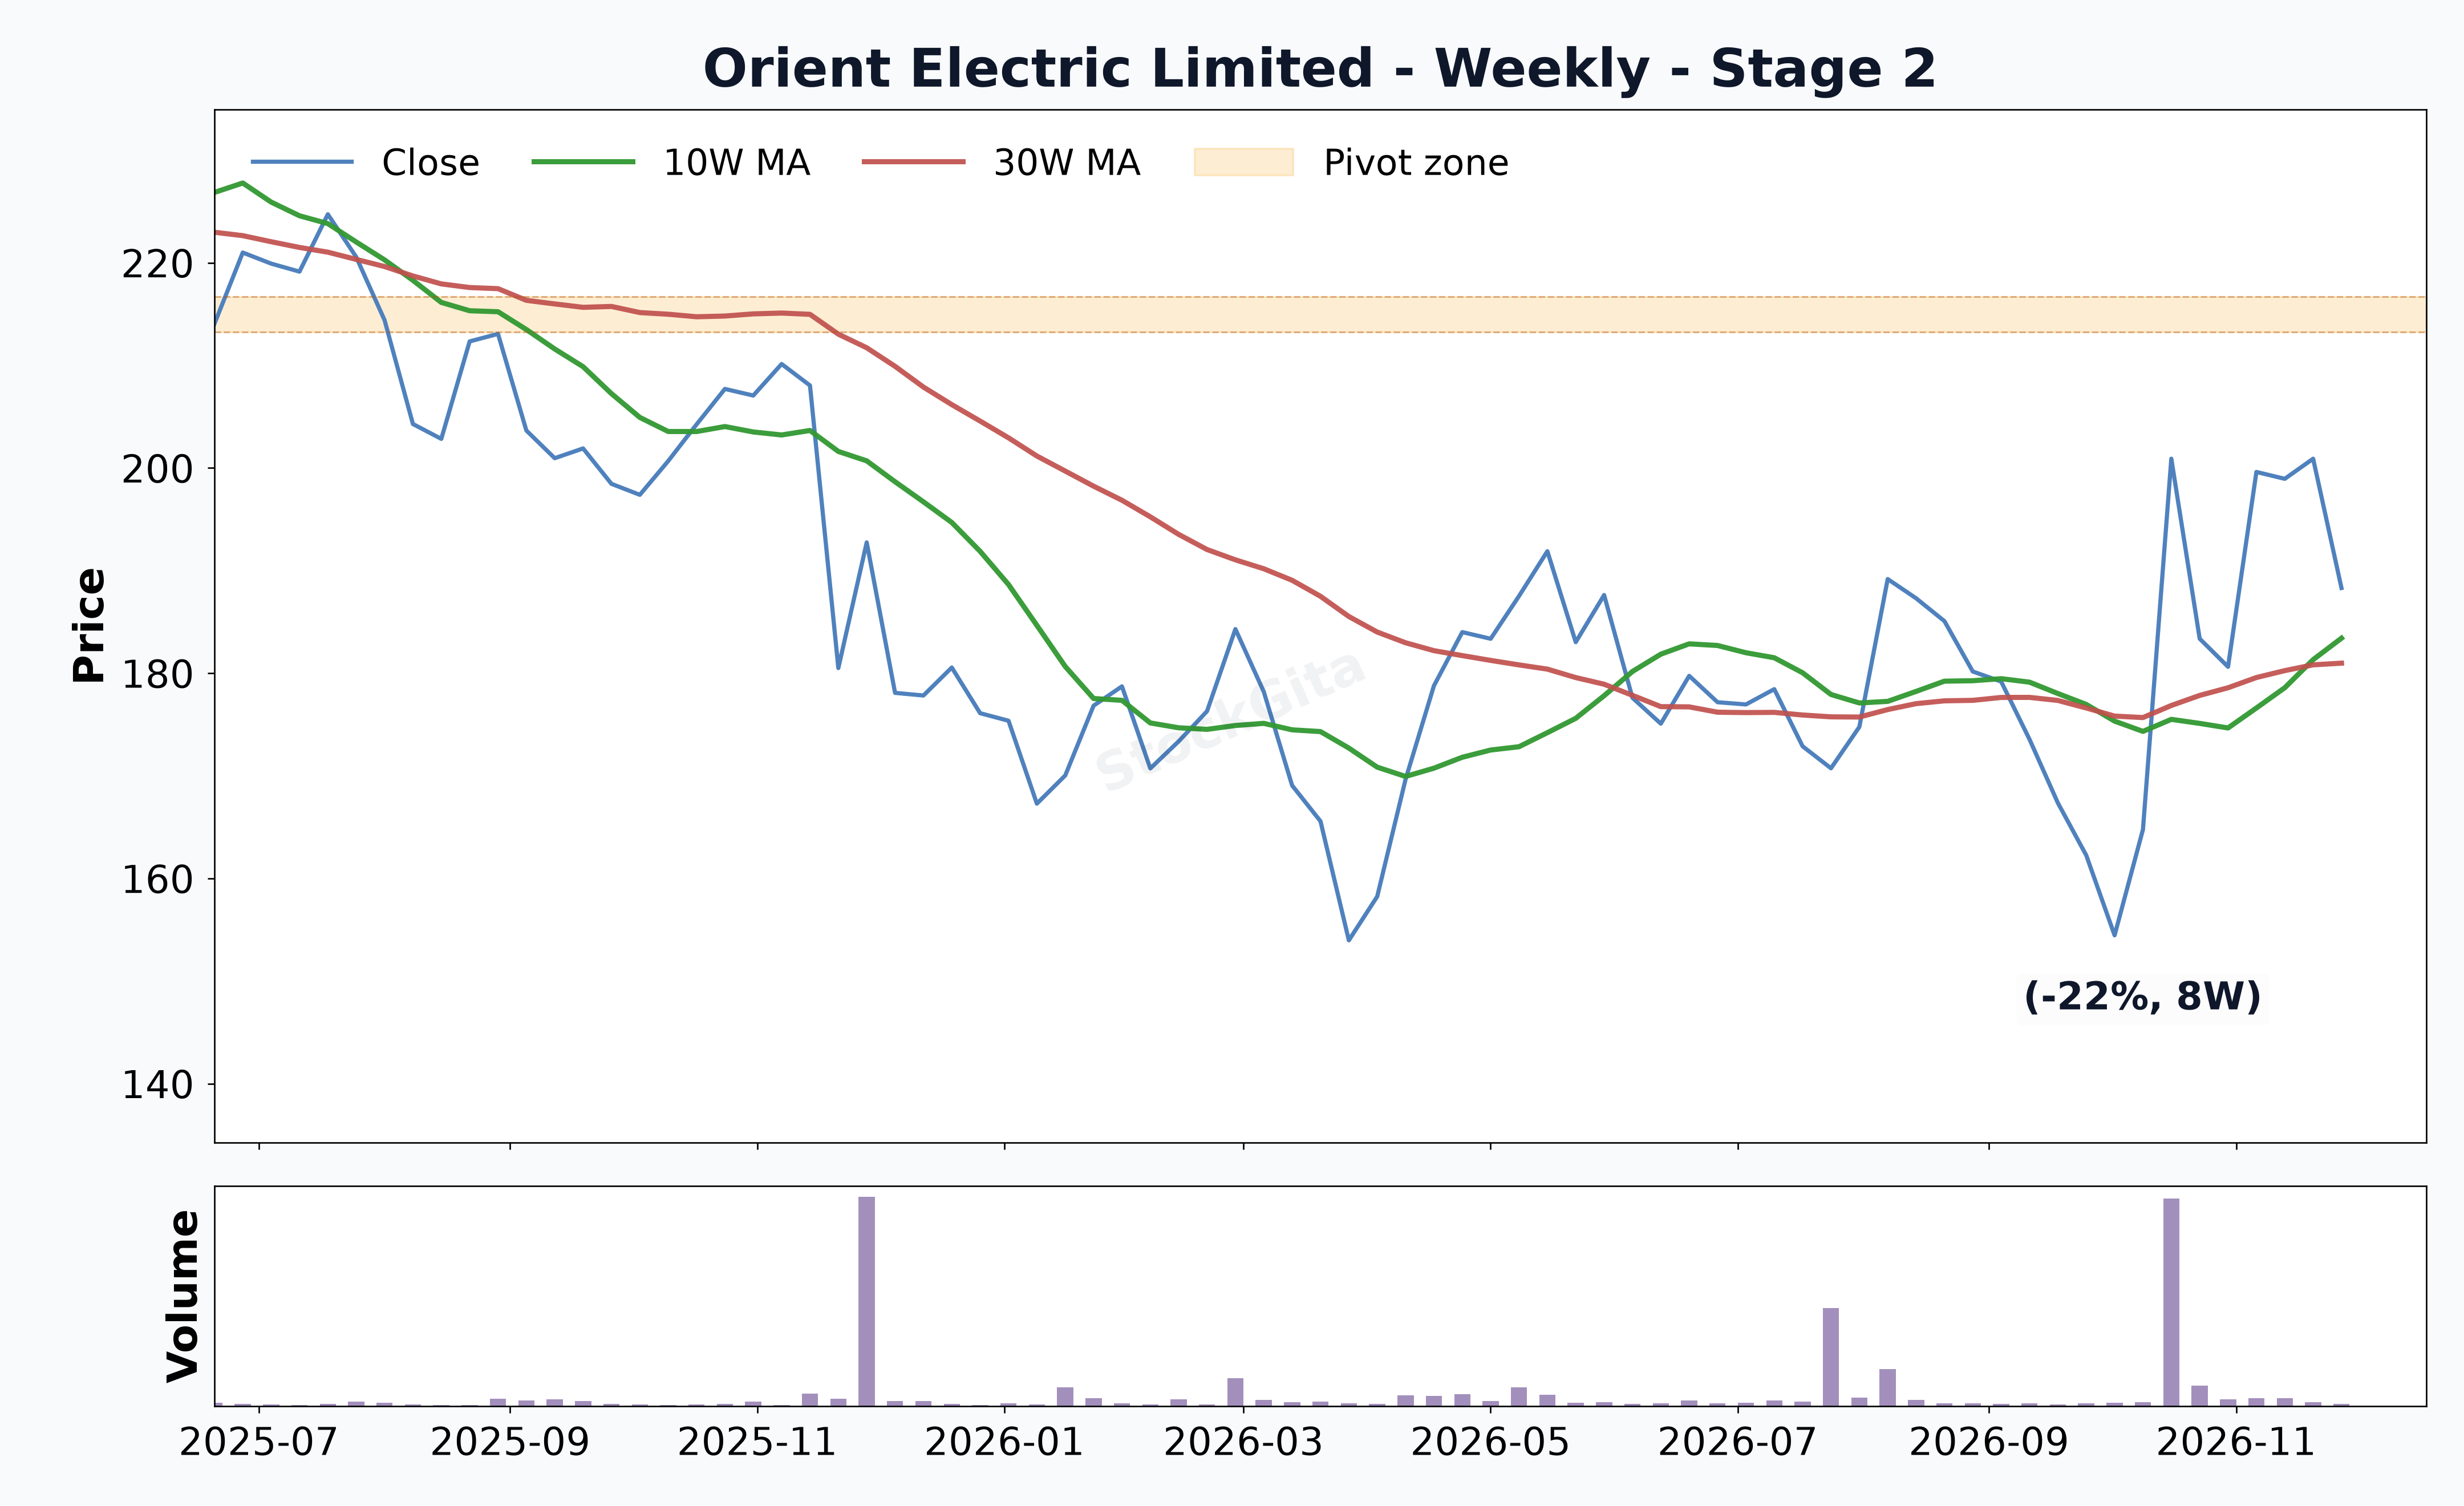 Orient Electric Limited - Weekly - Stage 2
Close 10W MA 30W MA Pivot zone
Price
220
200
180
160
140
StockGita
(-22%, 8W)
Volume
2025-07 2025-09 2025-11 2026-01 2026-03 2026-05 2026-07 2026-09 2026-11